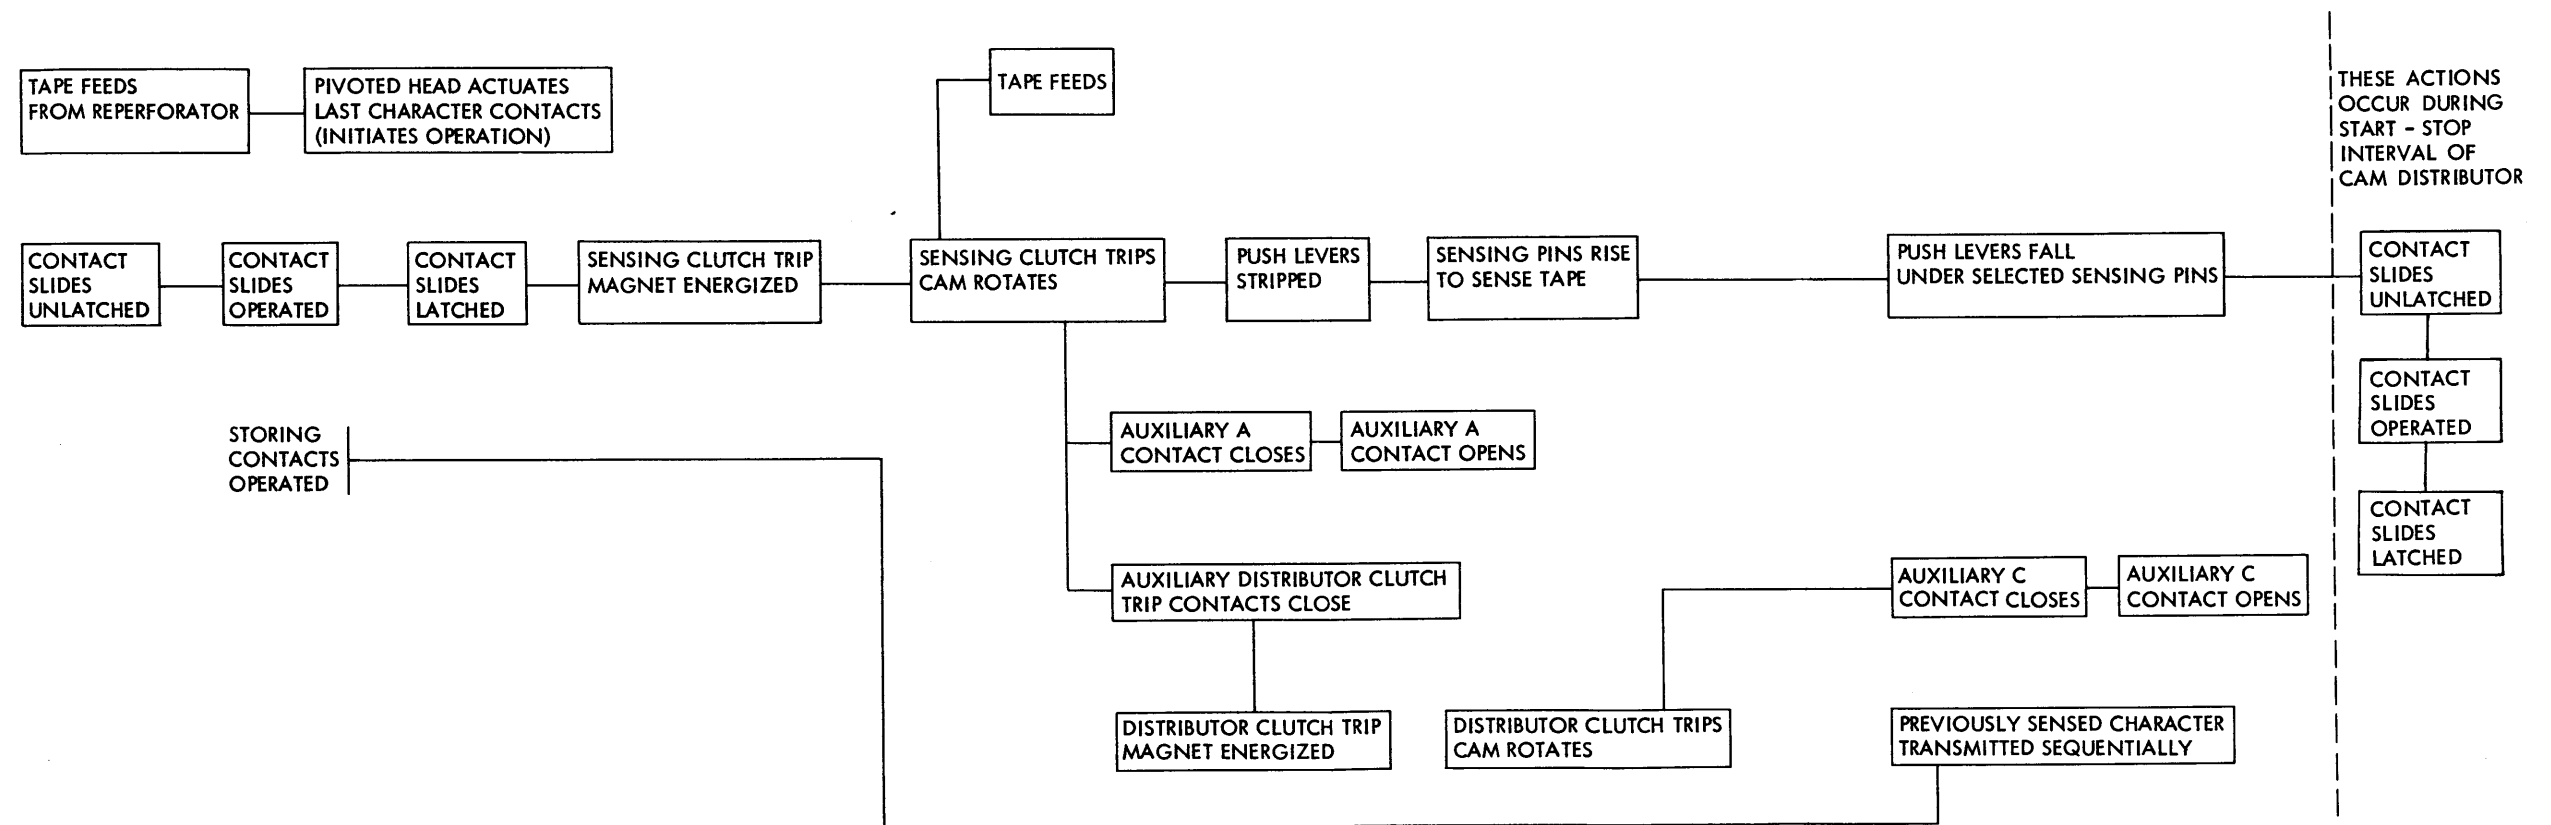 TAPE FEEDS
FROM REPERFORATOR
PIVOTED HEAD ACTUATES
LAST CHARACTER CONTACTS
(INITIATES OPERATION)
TAPE FEEDS
THESE ACTIONS
OCCUR DURING
START - STOP
INTERVAL OF
CAM DISTRIBUTOR
CONTACT
SLIDES
UNLATCHED
CONTACT
SLIDES
OPERATED
CONTACT
SLIDES
LATCHED
SENSING CLUTCH TRIP
MAGNET ENERGIZED
SENSING CLUTCH TRIPS
CAM ROTATES
PUSH LEVERS
STRIPPED
SENSING PINS RISE
TO SENSE TAPE
PUSH LEVERS FALL
UNDER SELECTED SENSING PINS
CONTACT
SLIDES
UNLATCHED
CONTACT
SLIDES
OPERATED
CONTACT
SLIDES
LATCHED
STORING
CONTACTS
OPERATED
AUXILIARY A
CONTACT CLOSES
AUXILIARY A
CONTACT OPENS
AUXILIARY DISTRIBUTOR CLUTCH
TRIP CONTACTS CLOSE
AUXILIARY C
CONTACT CLOSES
AUXILIARY C
CONTACT OPENS
DISTRIBUTOR CLUTCH TRIP
MAGNET ENERGIZED
DISTRIBUTOR CLUTCH TRIPS
CAM ROTATES
PREVIOUSLY SENSED CHARACTER
TRANSMITTED SEQUENTIALLY